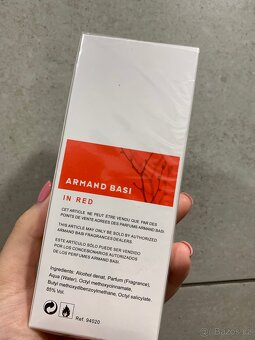 ARMAND BASI
IN RED
CET ARTICLE NE PEUT ÊTRE VENDU QUE PAR DES
POINTS DE VENTE AGREES DES PARFUMS ARMAND BASI.
THIS ARTICLE MAY ONLY BE SOLD BY AUTHORIZED
ARMAND BASI FRAGRANCES DEALERS.
ESTE ARTÍCULO SÓLO PUEDE SER VENDIDO
POR LOS CONCESIONARIOS AUTORIZADOS
DE LOS PERFUMES ARMAND BASI.
Ingredients: Alcohol denat, Parfum (Fragrance),
Aqua (Water), Octyl methoxycinnamate,
Butyl methoxydibenzoylmethane, Octyl salicylate.
85% Vol.
Ref. 94020